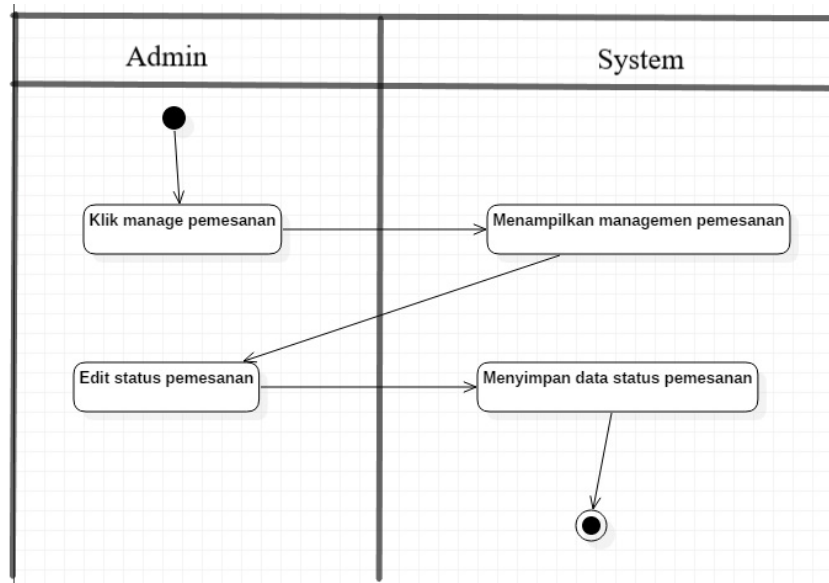 Admin
System
Klik manage pemesanan
Menampilkan managemen pemesanan
Edit status pemesanan
Menyimpan data status pemesanan